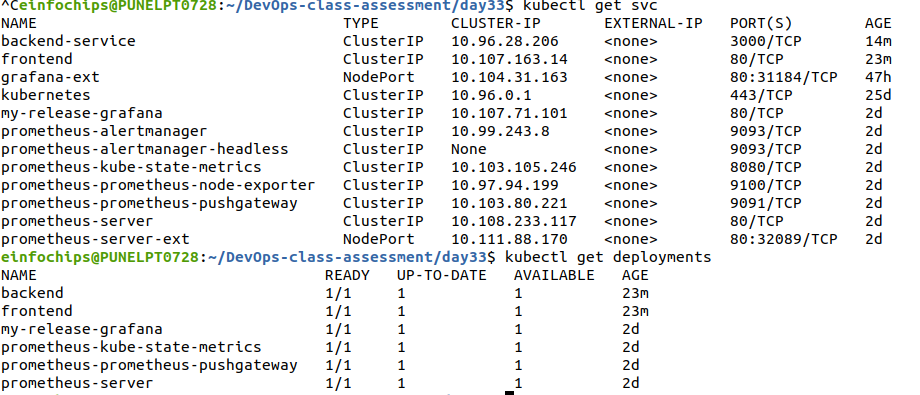 ^Ceinfochips@PUNELPT0728:~/DevOps-class-assessment/day33$ kubectl get svc
NAME TYPE CLUSTER-IP EXTERNAL-IP PORT(S) AGE
backend-service ClusterIP 10.96.28.206 <none> 3000/TCP 14m
frontend ClusterIP 10.107.163.14 <none> 80/TCP 23m
grafana-ext NodePort 10.104.31.163 <none> 80:31184/TCP 47h
kubernetes ClusterIP 10.96.0.1 <none> 443/TCP 25d
my-release-grafana ClusterIP 10.107.71.101 <none> 80/TCP 2d
prometheus-alertmanager ClusterIP 10.99.243.8 <none> 9093/TCP 2d
prometheus-alertmanager-headless ClusterIP None <none> 9093/TCP 2d
prometheus-kube-state-metrics ClusterIP 10.103.105.246 <none> 8080/TCP 2d
prometheus-prometheus-node-exporter ClusterIP 10.97.94.199 <none> 9100/TCP 2d
prometheus-prometheus-pushgateway ClusterIP 10.103.80.221 <none> 9091/TCP 2d
prometheus-server ClusterIP 10.108.233.117 <none> 80/TCP 2d
prometheus-server-ext NodePort 10.111.88.170 <none> 80:32089/TCP 2d
einfochips@PUNELPT0728:~/DevOps-class-assessment/day33$ kubectl get deployments
NAME READY UP-TO-DATE AVAILABLE AGE
backend 1/1 1 1 23m
frontend 1/1 1 1 23m
my-release-grafana 1/1 1 1 2d
prometheus-kube-state-metrics 1/1 1 1 2d
prometheus-prometheus-pushgateway 1/1 1 1 2d
prometheus-server 1/1 1 1 2d